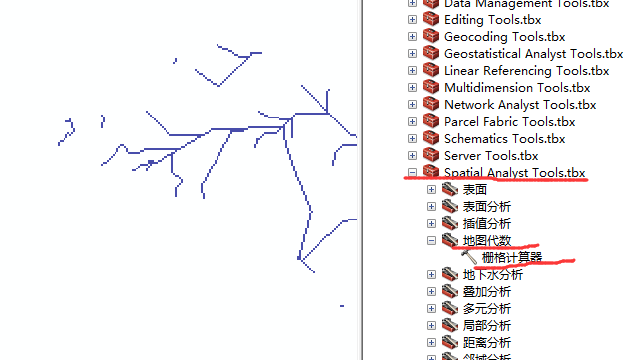 Data Management Tools.tbx
Editing Tools.tbx
Geocoding Tools.tbx
Geostatistical Analyst Tools.tbx
Linear Referencing Tools.tbx
Multidimension Tools.tbx
Network Analyst Tools.tbx
Parcel Fabric Tools.tbx
Schematics Tools.tbx
Server Tools.tbx
Spatial Analyst Tools.tbx
表面
表面分析
插值分析
地图代数
栅格计算器
地下水分析
叠加分析
多元分析
局部分析
距离分析
邻域分析